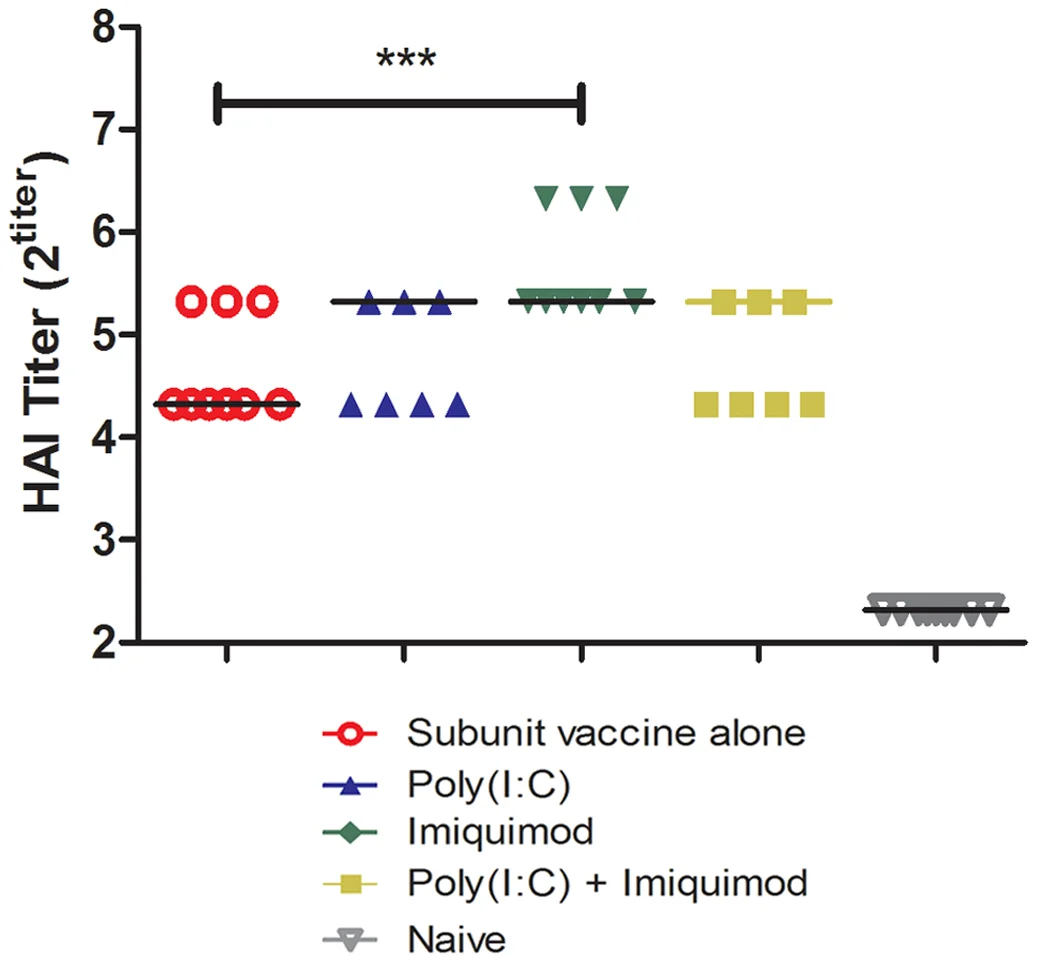 8
***
7
6
5
4
3
2
HAI Titer (2titer)
Subunit vaccine alone
Poly(I:C)
Imiquimod
Poly(I:C) + Imiquimod
Naive